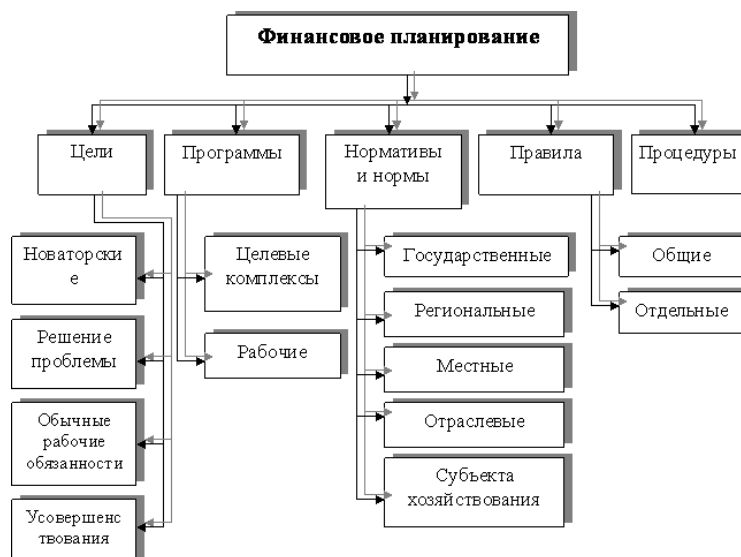 Финансовое планирование
Цели
Программы
Нормативы
и нормы
Правила
Процедуры
Новаторски
е
Решение
проблемы
Обычные
рабочие
обязанности
Усовершенс
твования
Целевые
комплексы
Рабочие
Государственные
Региональные
Местные
Отраслевые
Субъекта
хозяйствования
Общие
Отдельные